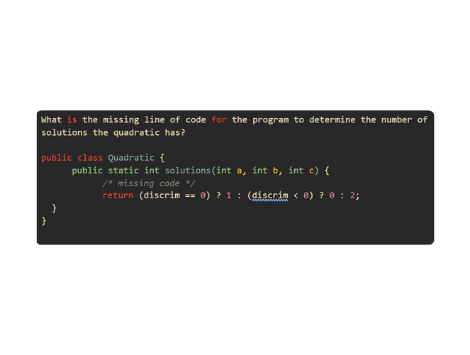 What is the missing line of code for the program to determine the number of
solutions the quadratic has?
public class Quadratic {
public static int solutions(int a, int b, int c) {
/* missing code */
return (discrim == 0) ? 1 : (discrim < 0) ? 0 : 2;
}
}